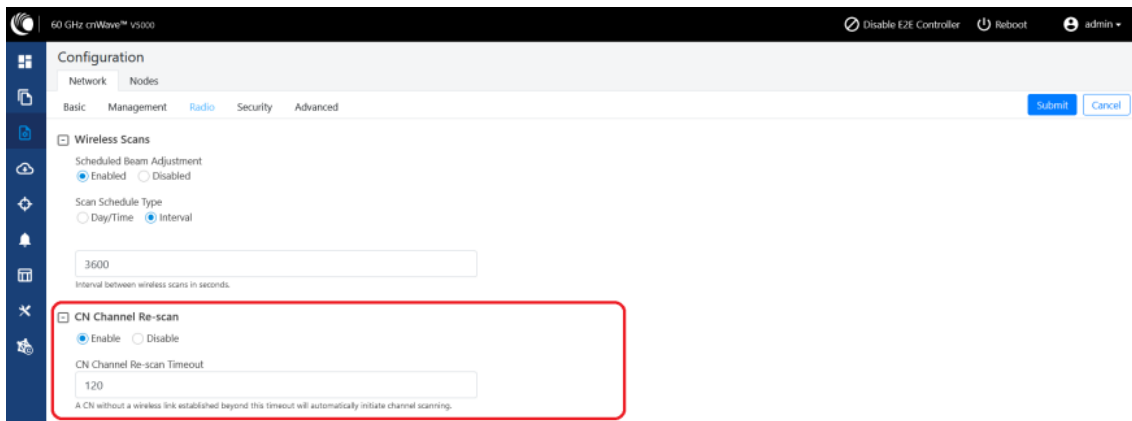 60 GHz cnWave™ V5000
Disable E2E Controller Reboot admin
Configuration
Network Nodes
Basic Management Radio Security Advanced
Submit Cancel
Wireless Scans
Scheduled Beam Adjustment
Enabled Disabled
Scan Schedule Type
Day/Time Interval
3600
Interval between wireless scans in seconds.
CN Channel Re-scan
Enable Disable
CN Channel Re-scan Timeout
120
A CN without a wireless link established beyond this timeout will automatically initiate channel scanning.